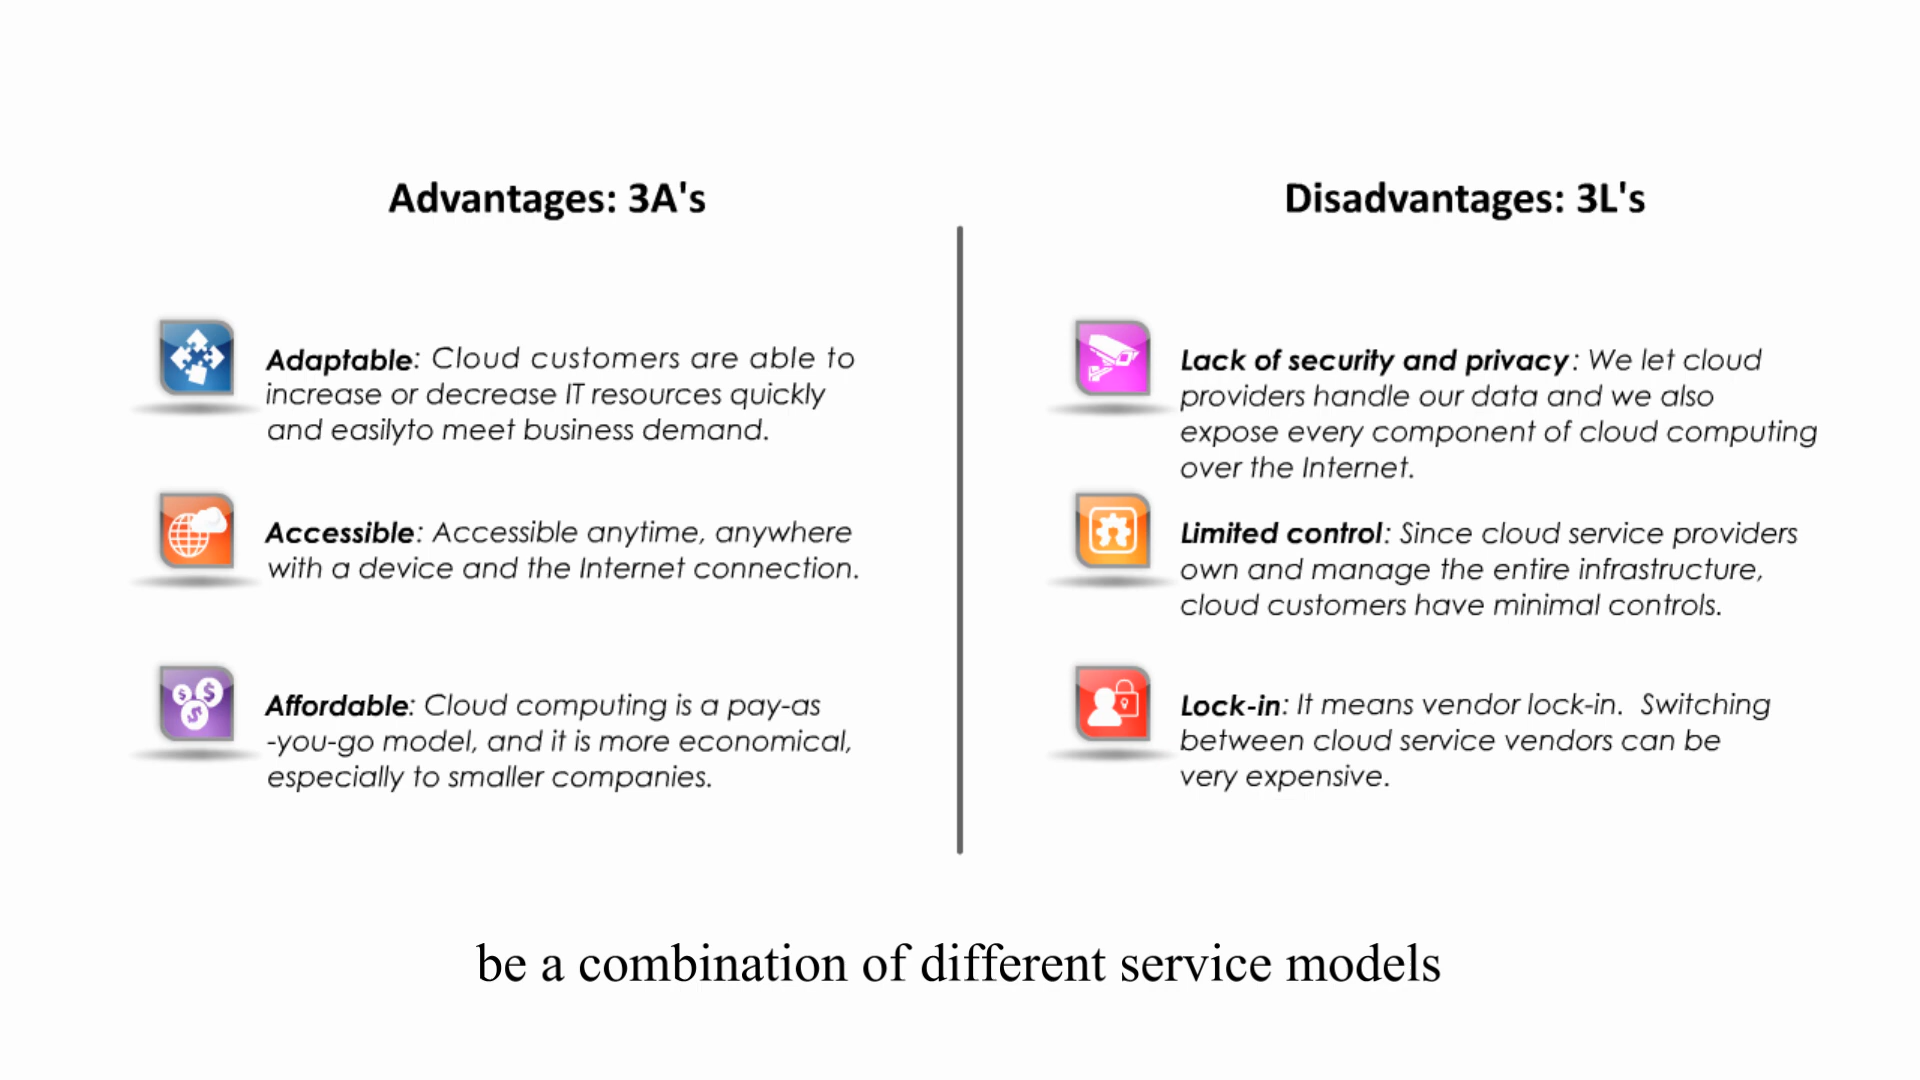 Advantages: 3A's
Adaptable: Cloud customers are able to
increase or decrease IT resources quickly
and easilyto meet business demand.
Accessible: Accessible anytime, anywhere
with a device and the Internet connection.
Affordable: Cloud computing is a pay-as
-you-go model, and it is more economical,
especially to smaller companies.
Disadvantages: 3L's
Lack of security and privacy: We let cloud
providers handle our data and we also
expose every component of cloud computing
over the Internet.
Limited control: Since cloud service providers
own and manage the entire infrastructure,
cloud customers have minimal controls.
Lock-in: It means vendor lock-in.  Switching
between cloud service vendors can be
very expensive.
be a combination of different service models